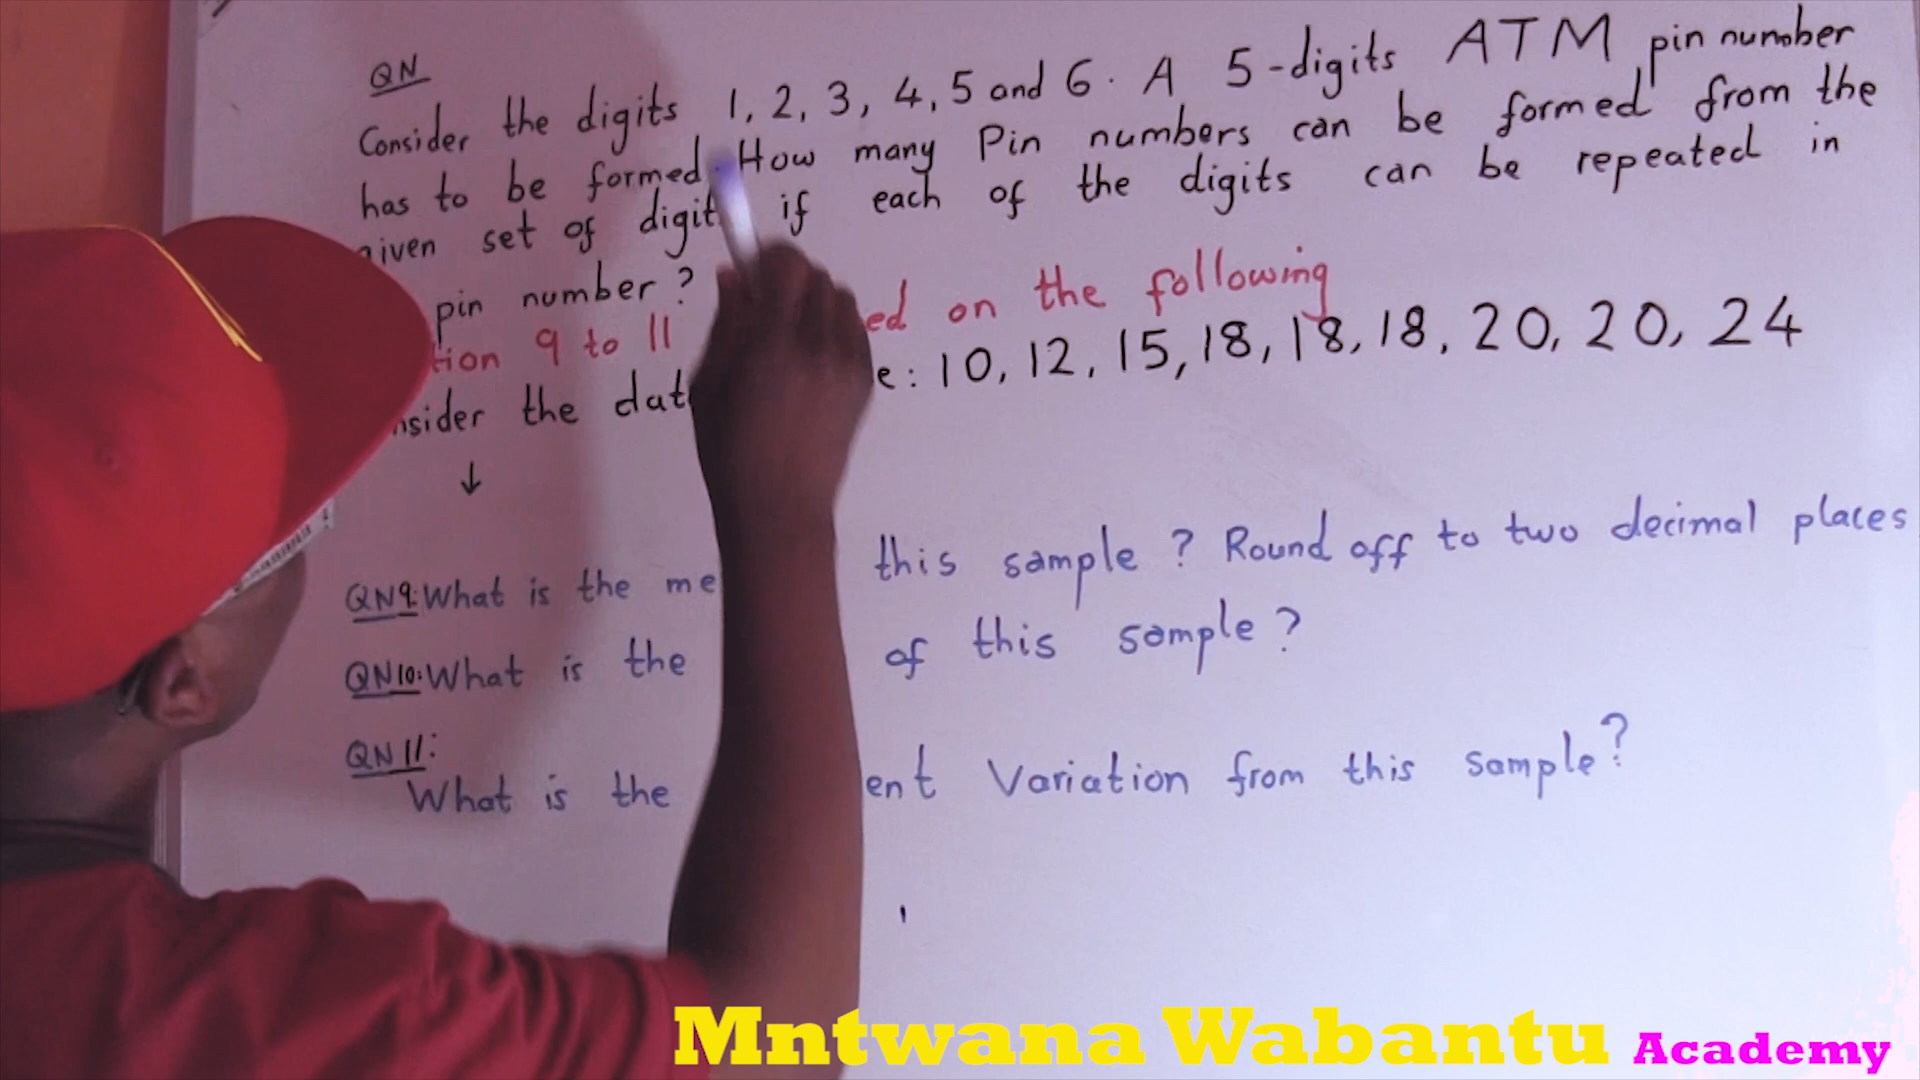 QN
Consider the digits 1, 2, 3, 4, 5 and 6. A 5-digits ATM pin number
has to be formed. How many Pin numbers can be formed from the
given set of digit if each of the digits can be repeated in
pin number?
tion 9 to 11 ed on the following
nsider the dat e: 10, 12, 15, 18, 18, 18, 20, 20, 24
↓
QN9: What is the me this sample? Round off to two decimal places
QN10: What is the of this sample?
QN11:
What is the ent Variation from this sample?
Mntwana Wabantu Academy